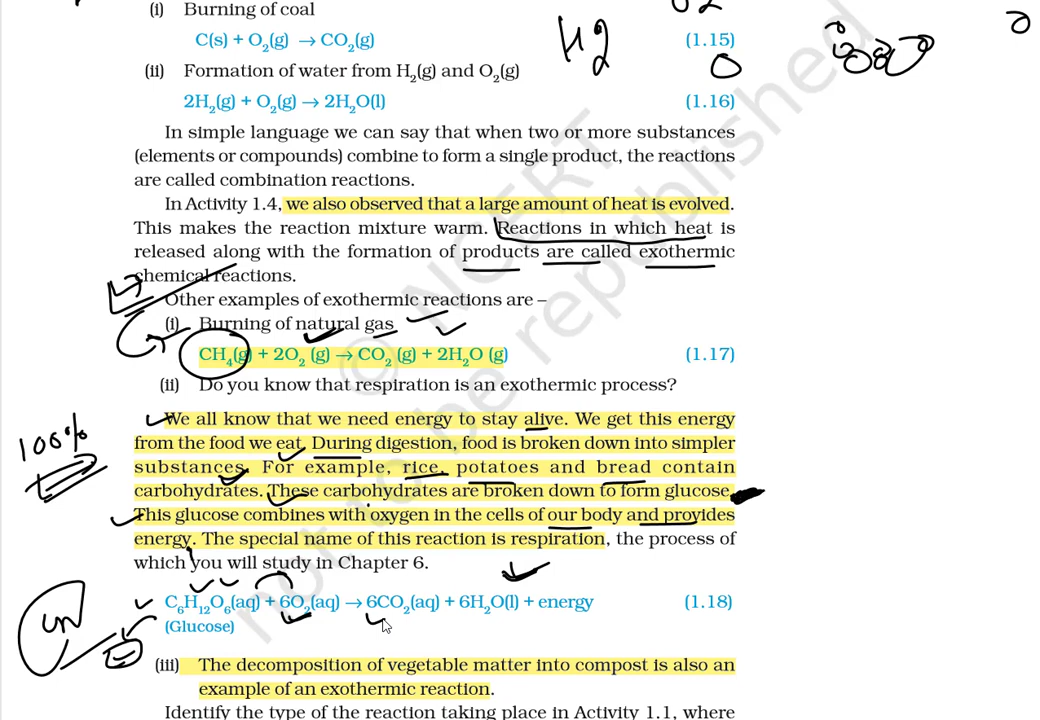 (i) Burning of coal
C(s) + O₂(g) → CO₂(g) (1.15)
H2
O
(ii) Formation of water from H₂(g) and O₂(g)
2H₂(g) + O₂(g) → 2H₂O(l) (1.16)
In simple language we can say that when two or more substances
(elements or compounds) combine to form a single product, the reactions
are called combination reactions.
In Activity 1.4, we also observed that a large amount of heat is evolved.
This makes the reaction mixture warm. Reactions in which heat is
released along with the formation of products are called exothermic
chemical reactions.
Other examples of exothermic reactions are –
(i) Burning of natural gas
CH₄(g) + 2O₂ (g) → CO₂ (g) + 2H₂O (g) (1.17)
(ii) Do you know that respiration is an exothermic process?
100%
We all know that we need energy to stay alive. We get this energy
from the food we eat. During digestion, food is broken down into simpler
substances. For example, rice, potatoes and bread contain
carbohydrates. These carbohydrates are broken down to form glucose.
This glucose combines with oxygen in the cells of our body and provides
energy. The special name of this reaction is respiration, the process of
which you will study in Chapter 6.
C₆H₁₂O₆(aq) + 6O₂(aq) → 6CO₂(aq) + 6H₂O(l) + energy (1.18)
(Glucose)
(iii) The decomposition of vegetable matter into compost is also an
example of an exothermic reaction.
Identify the type of the reaction taking place in Activity 1.1, where
© NCERT
not to be republished